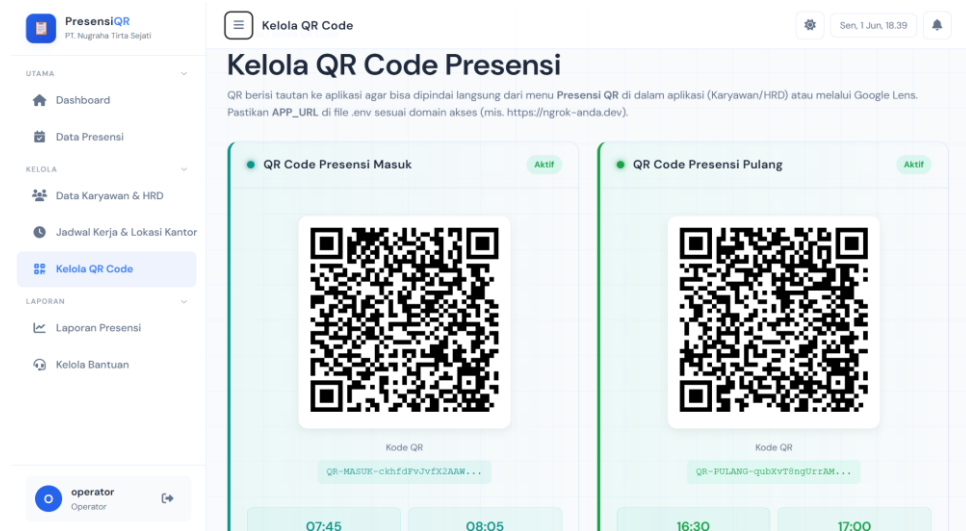 PresensiQR
PT. Nugraha Tirta Sejati
UTAMA
Dashboard
Data Presensi
KELOLA
Data Karyawan & HRD
Jadwal Kerja & Lokasi Kantor
Kelola QR Code
LAPORAN
Laporan Presensi
Kelola Bantuan
O
operator
Operator
Kelola QR Code
Sen, 1 Jun, 18.39
Kelola QR Code Presensi
QR berisi tautan ke aplikasi agar bisa dipindai langsung dari menu Presensi QR di dalam aplikasi (Karyawan/HRD) atau melalui Google Lens.
Pastikan APP_URL di file .env sesuai domain akses (mis. https://ngrok-anda.dev).
QR Code Presensi Masuk
Aktif
Kode QR
QR-MASUK-ckhfdFvJvfX2AAW...
07:45
08:05
QR Code Presensi Pulang
Aktif
Kode QR
QR-PULANG-qubXvT8ngUrrAM...
16:30
17:00